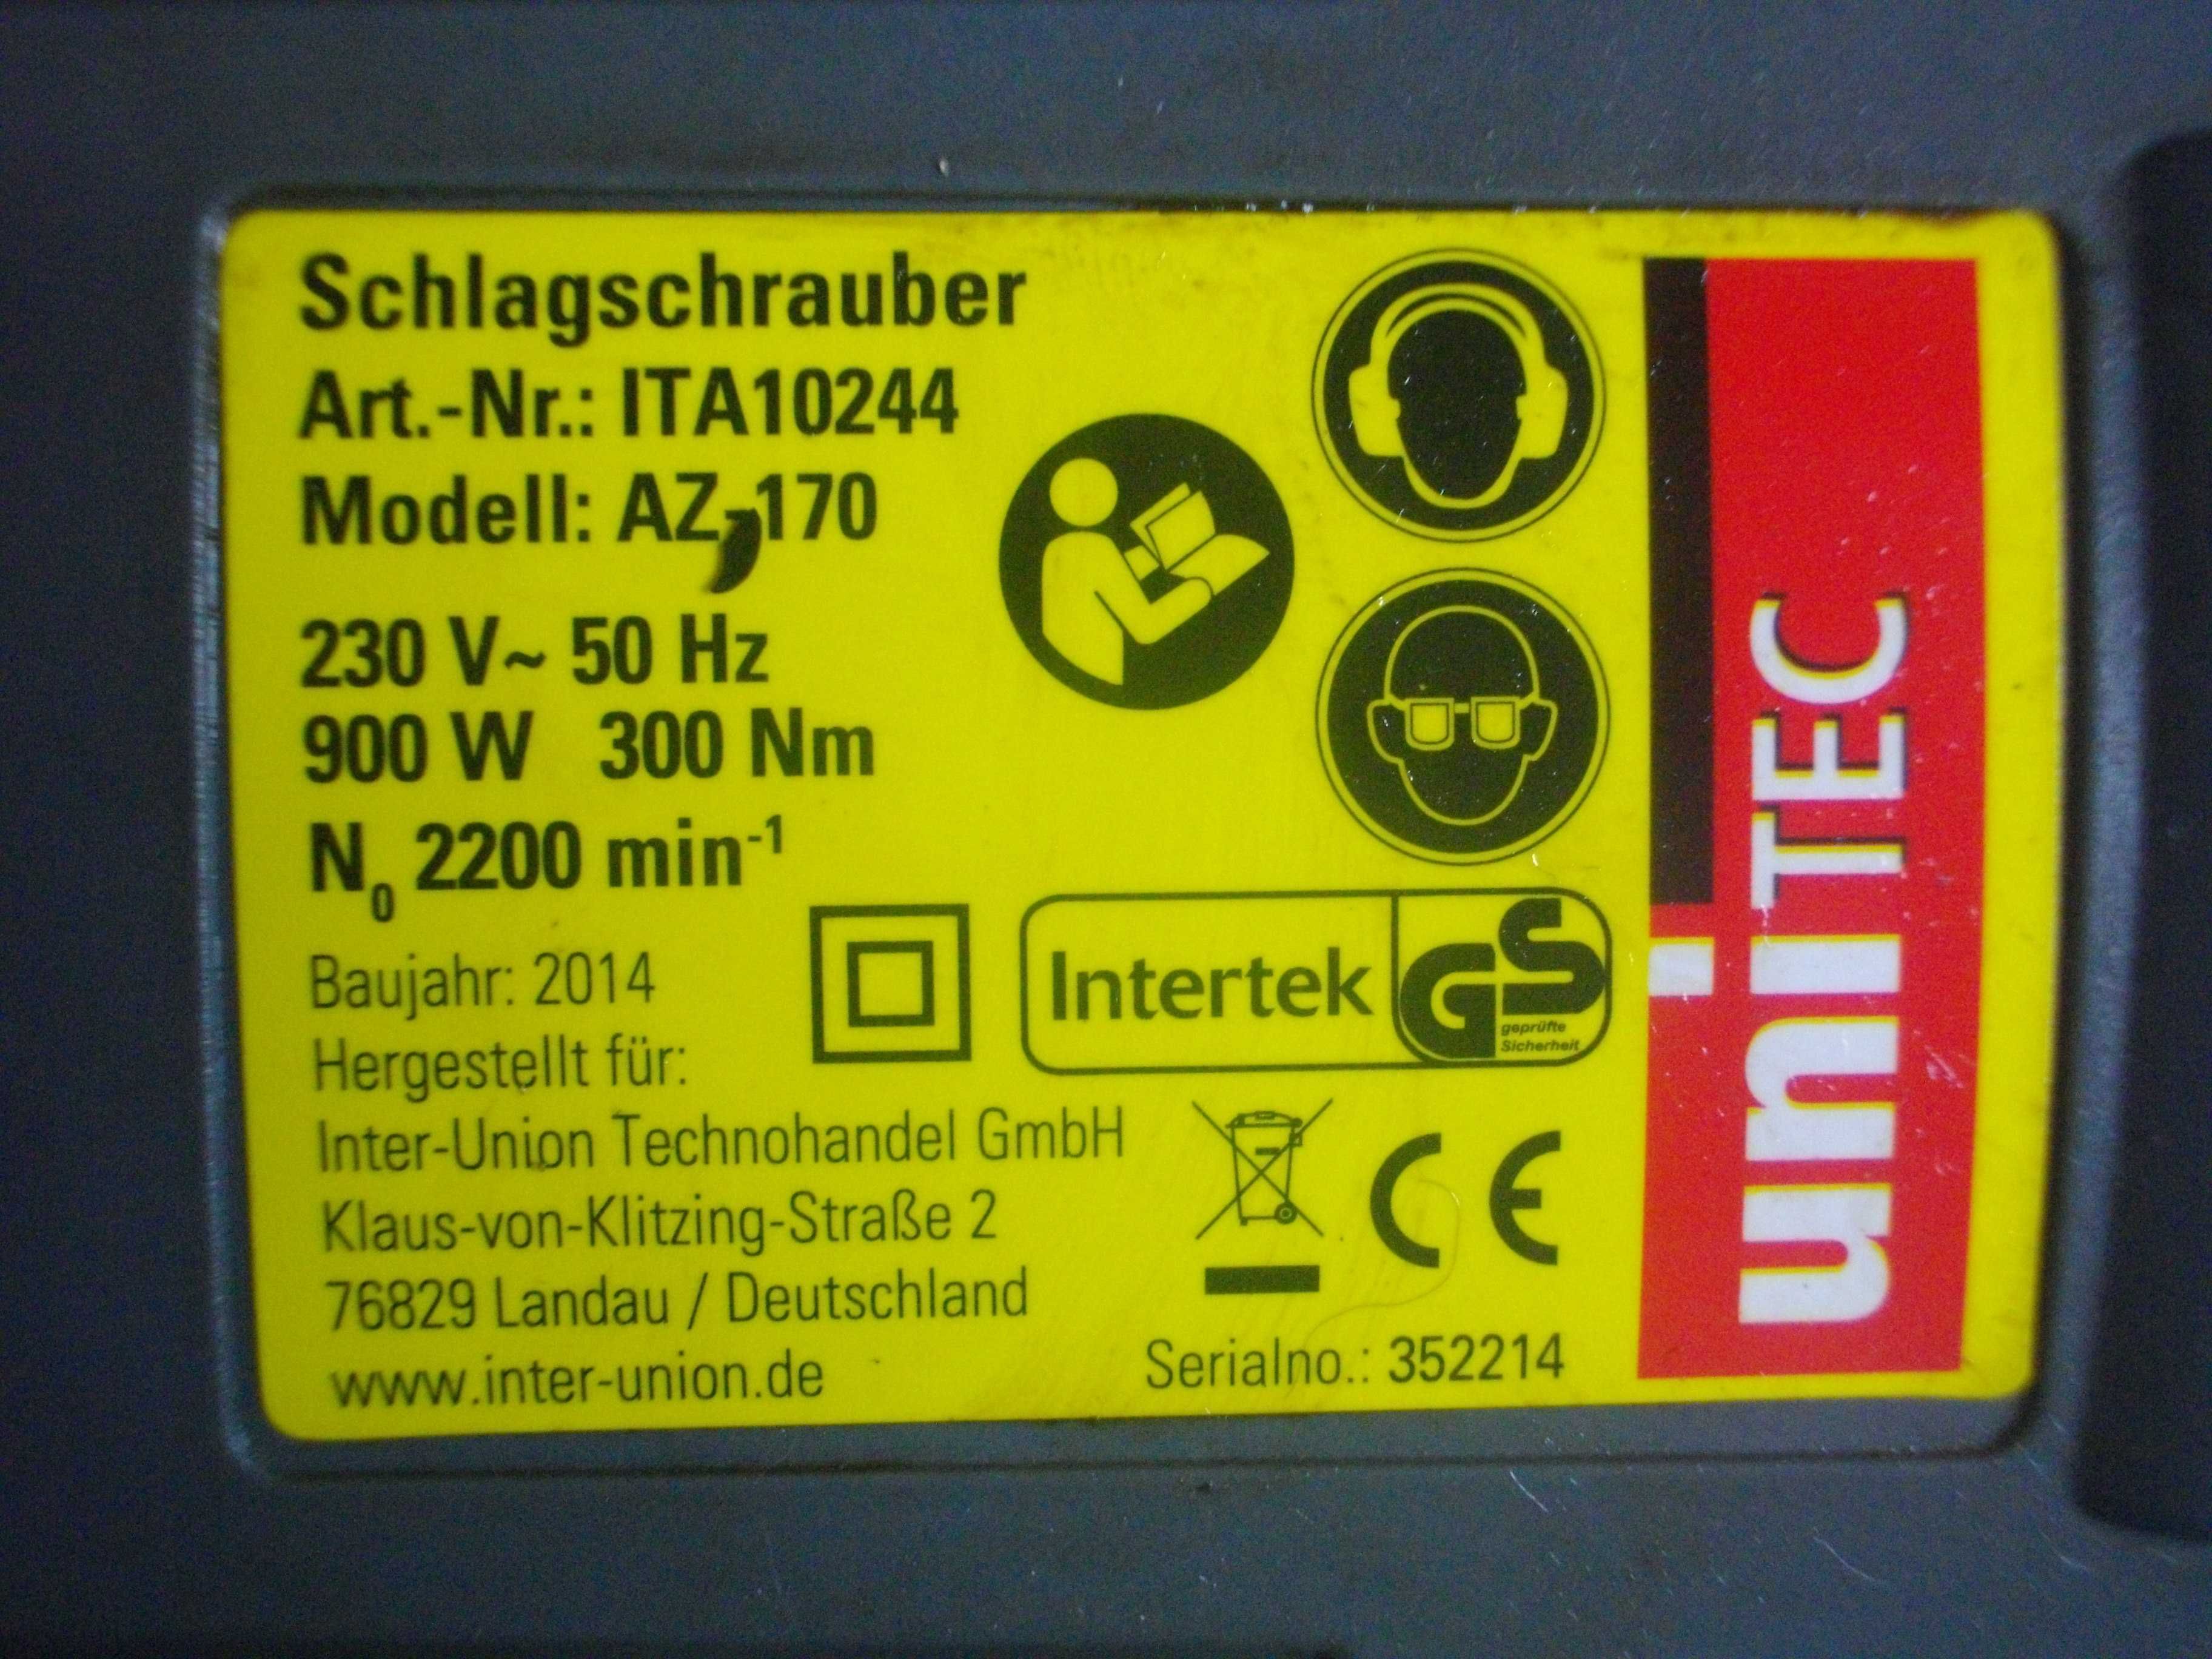 Schlagschrauber
Art.-Nr.: ITA10244
Modell: AZ-170
230 V~ 50 Hz
900 W 300 Nm
N₀ 2200 min⁻¹
Baujahr: 2014
Hergestellt für:
Inter-Union Technohandel GmbH
Klaus-von-Klitzing-Straße 2
76829 Landau / Deutschland
www.inter-union.de
Intertek
GS
geprüfte
Sicherheit
CE
Serialno.: 352214
uniTEC